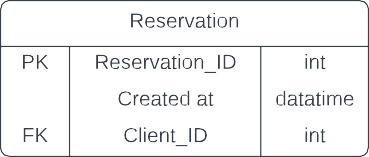 Reservation
PK Reservation_ID int
Created at datatime
FK Client_ID int